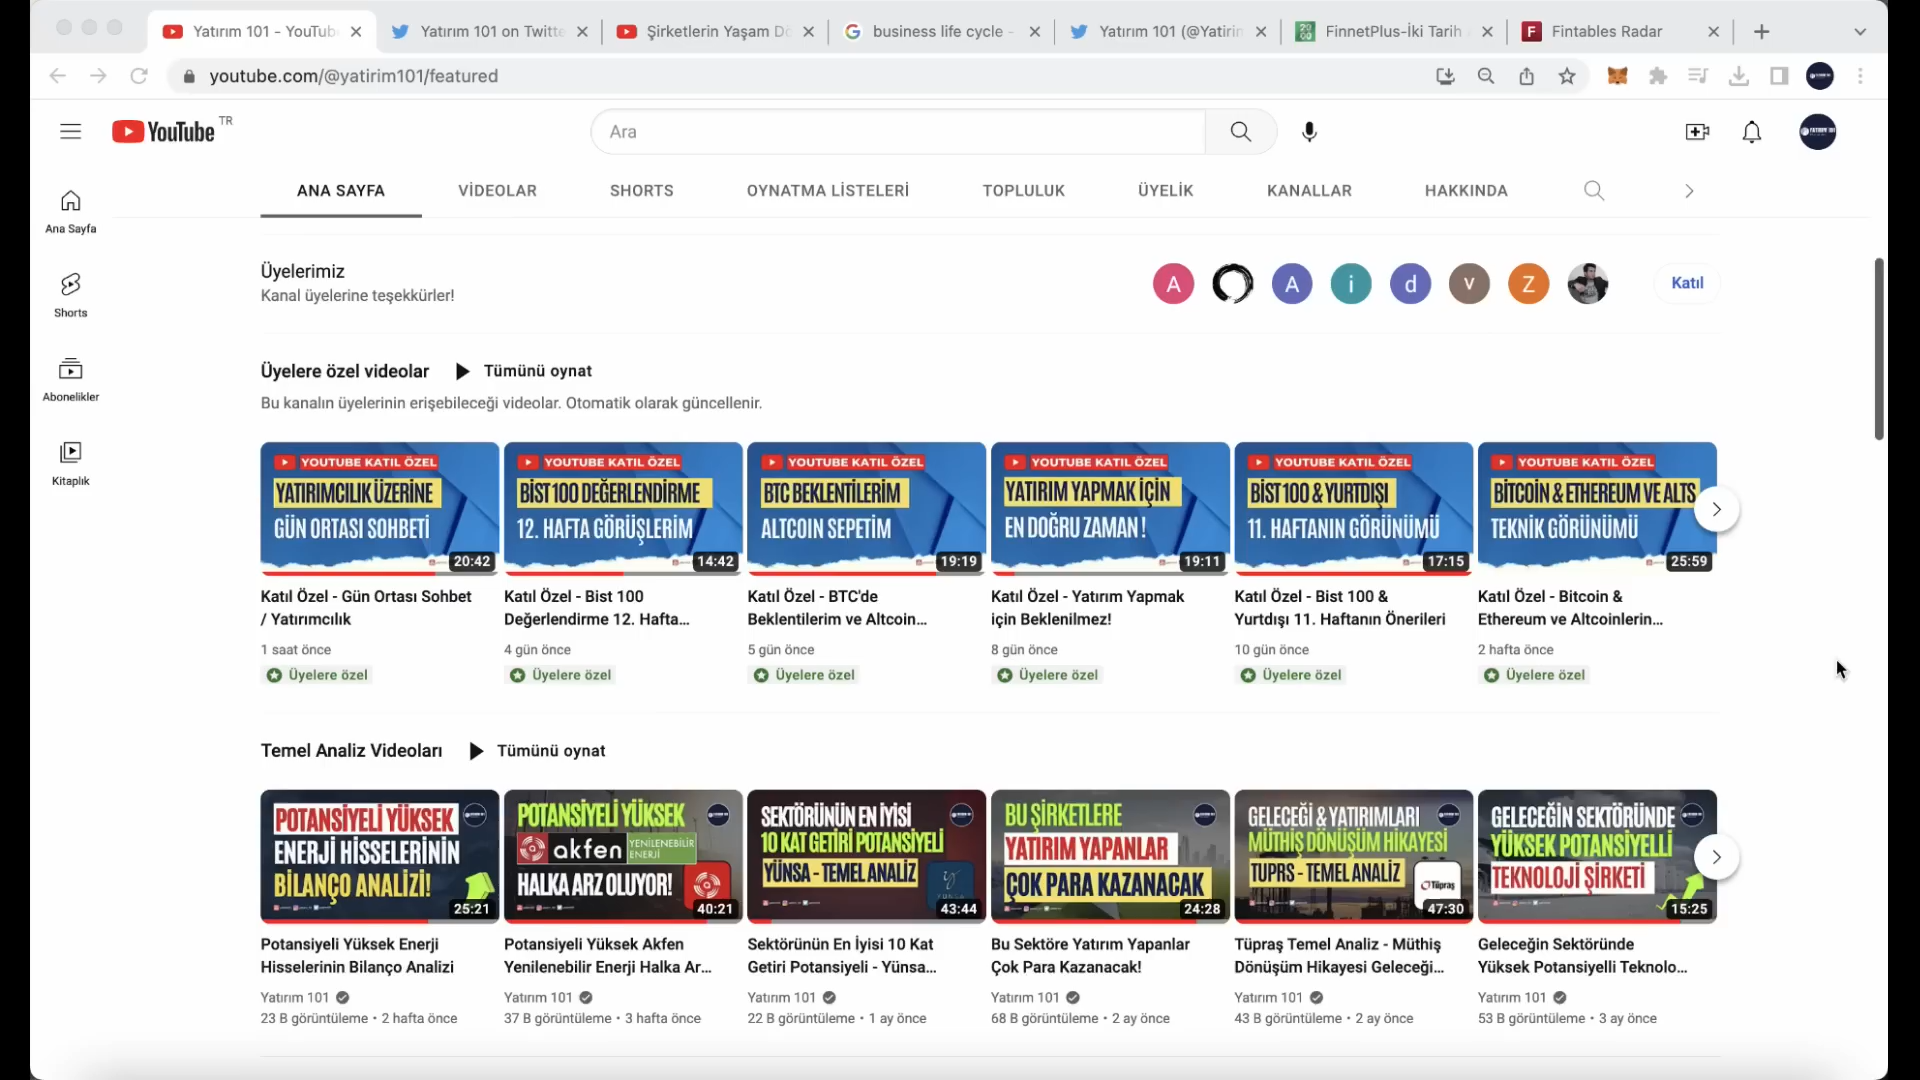 Yatırım 101 - YouTub
Yatırım 101 on Twitte
Şirketlerin Yaşam D
business life cycle -
Yatırım 101 (@Yatirin
FinnetPlus-İki Tarih
Fintables Radar
youtube.com/@yatirim101/featured
YouTube TR
Ara
ANA SAYFA
VİDEOLAR
SHORTS
OYNATMA LİSTELERİ
TOPLULUK
ÜYELİK
KANALLAR
HAKKINDA
Ana Sayfa
Shorts
Abonelikler
Kitaplık
Üyelerimiz
Kanal üyelerine teşekkürler!
A
A
i
d
v
Z
Katıl
Üyelere özel videolar
Tümünü oynat
Bu kanalın üyelerinin erişebileceği videolar. Otomatik olarak güncellenir.
YOUTUBE KATIL ÖZEL
YATIRIMCILIK ÜZERİNE
GÜN ORTASI SOHBETİ
20:42
Katıl Özel - Gün Ortası Sohbet
/ Yatırımcılık
1 saat önce
Üyelere özel
YOUTUBE KATIL ÖZEL
BİST 100 DEĞERLENDİRME
12. HAFTA GÖRÜŞLERİM
14:42
Katıl Özel - Bist 100
Değerlendirme 12. Hafta...
4 gün önce
Üyelere özel
YOUTUBE KATIL ÖZEL
BTC BEKLENTİLERİM
ALTCOIN SEPETİM
19:19
Katıl Özel - BTC'de
Beklentilerim ve Altcoin...
5 gün önce
Üyelere özel
YOUTUBE KATIL ÖZEL
YATIRIM YAPMAK İÇİN
EN DOĞRU ZAMAN !
19:11
Katıl Özel - Yatırım Yapmak
için Beklenilmez!
8 gün önce
Üyelere özel
YOUTUBE KATIL ÖZEL
BİST 100 & YURTDIŞI
11. HAFTANIN GÖRÜNÜMÜ
17:15
Katıl Özel - Bist 100 &
Yurtdışı 11. Haftanın Önerileri
10 gün önce
Üyelere özel
YOUTUBE KATIL ÖZEL
BİTCOİN & ETHEREUM VE ALTS
TEKNİK GÖRÜNÜMÜ
25:59
Katıl Özel - Bitcoin &
Ethereum ve Altcoinlerin...
2 hafta önce
Üyelere özel
Temel Analiz Videoları
Tümünü oynat
POTANSİYELİ YÜKSEK
ENERJİ HİSSELERİNİN
BİLANÇO ANALİZİ!
25:21
Potansiyeli Yüksek Enerji
Hisselerinin Bilanço Analizi
Yatırım 101
23 B görüntüleme • 2 hafta önce
POTANSİYELİ YÜKSEK
akfen YENİLENEBİLİR ENERJİ
HALKA ARZ OLUYOR!
40:21
Potansiyeli Yüksek Akfen
Yenilenebilir Enerji Halka Ar...
Yatırım 101
37 B görüntüleme • 3 hafta önce
SEKTÖRÜNÜN EN İYİSİ
10 KAT GETİRİ POTANSİYELİ
YÜNSA - TEMEL ANALİZ
43:44
Sektörünün En İyisi 10 Kat
Getiri Potansiyeli - Yünsa...
Yatırım 101
22 B görüntüleme • 1 ay önce
BU ŞİRKETLERE
YATIRIM YAPANLAR
ÇOK PARA KAZANACAK
24:28
Bu Sektöre Yatırım Yapanlar
Çok Para Kazanacak!
Yatırım 101
68 B görüntüleme • 2 ay önce
GELECEĞİ & YATIRIMLARI
MÜTHİŞ DÖNÜŞÜM HİKAYESİ
TUPRS - TEMEL ANALİZ
Tüpraş
47:30
Tüpraş Temel Analiz - Müthiş
Dönüşüm Hikayesi Geleceği...
Yatırım 101
43 B görüntüleme • 2 ay önce
GELECEĞİN SEKTÖRÜNDE
YÜKSEK POTANSİYELLİ
TEKNOLOJİ ŞİRKETİ
15:25
Geleceğin Sektöründe
Yüksek Potansiyelli Teknolo...
Yatırım 101
53 B görüntüleme • 3 ay önce